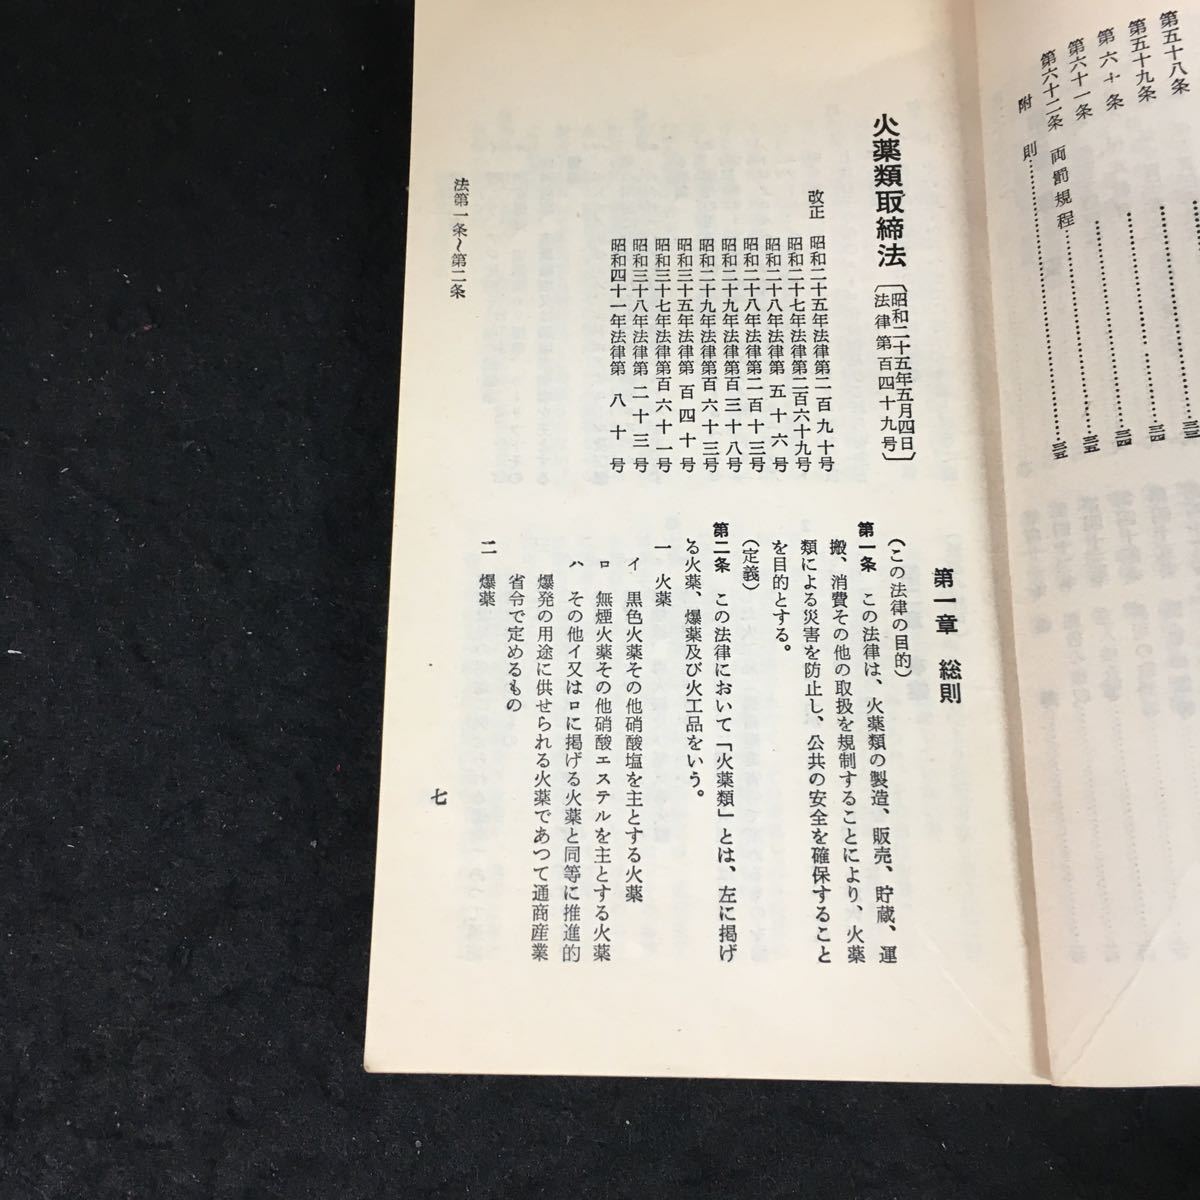 第五十八条
第五十九条
第六十条
第六十一条
第六十二条 両罰規程
附則
火薬類取締法
〔昭和二十五年五月四日
法律第百四十九号〕
改正 昭和二十五年法律第二百九十号
昭和二十七年法律第二百六十九号
昭和二十八年法律第五十六号
昭和二十八年法律第二百十三号
昭和二十九年法律百三十八号
昭和二十九年法律百六十三号
昭和三十五年法律第百四十号
昭和三十七年法律第百六十一号
昭和三十八年法律第二十三号
昭和四十一年法律第八十号
第一章 総則
(この法律の目的)
第一条 この法律は、火薬類の製造、販売、貯蔵、運
搬、消費その他の取扱を規制することにより、火薬
類による災害を防止し、公共の安全を確保すること
を目的とする。
(定義)
第二条 この法律において「火薬類」とは、左に掲げ
る火薬、爆薬及び火工品をいう。
一 火薬
イ 黒色火薬その他硝酸塩を主とする火薬
ロ 無煙火薬その他硝酸エステルを主とする火薬
ハ その他イ又はロに掲げる火薬と同等に推進的
爆発の用途に供せられる火薬であつて通商産業
省令で定めるもの
二 爆薬
法第一条〜第二条
七